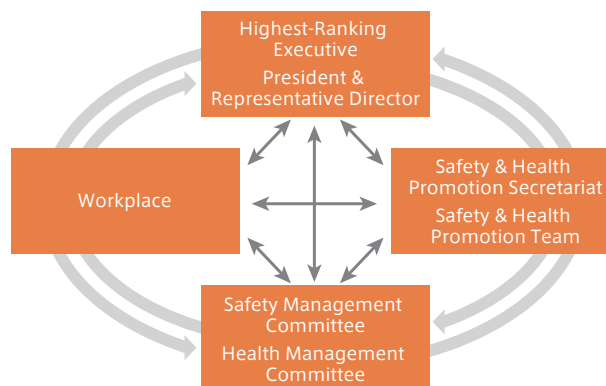 Highest-Ranking
Executive
President &
Representative Director
Workplace
Safety & Health
Promotion Secretariat
Safety & Health
Promotion Team
Safety Management
Committee
Health Management
Committee